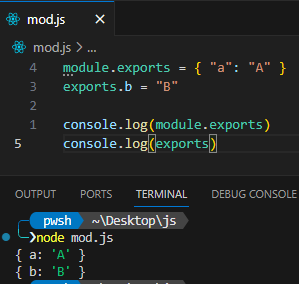 mod.js
mod.js > ...
4 module.exports = { "a": "A" }
3 exports.b = "B"
2
1 console.log(module.exports)
5 console.log(exports)
OUTPUT PORTS TERMINAL DEBUG CONSOLE
pwsh ~\Desktop\js
node mod.js
{ a: 'A' }
{ b: 'B' }